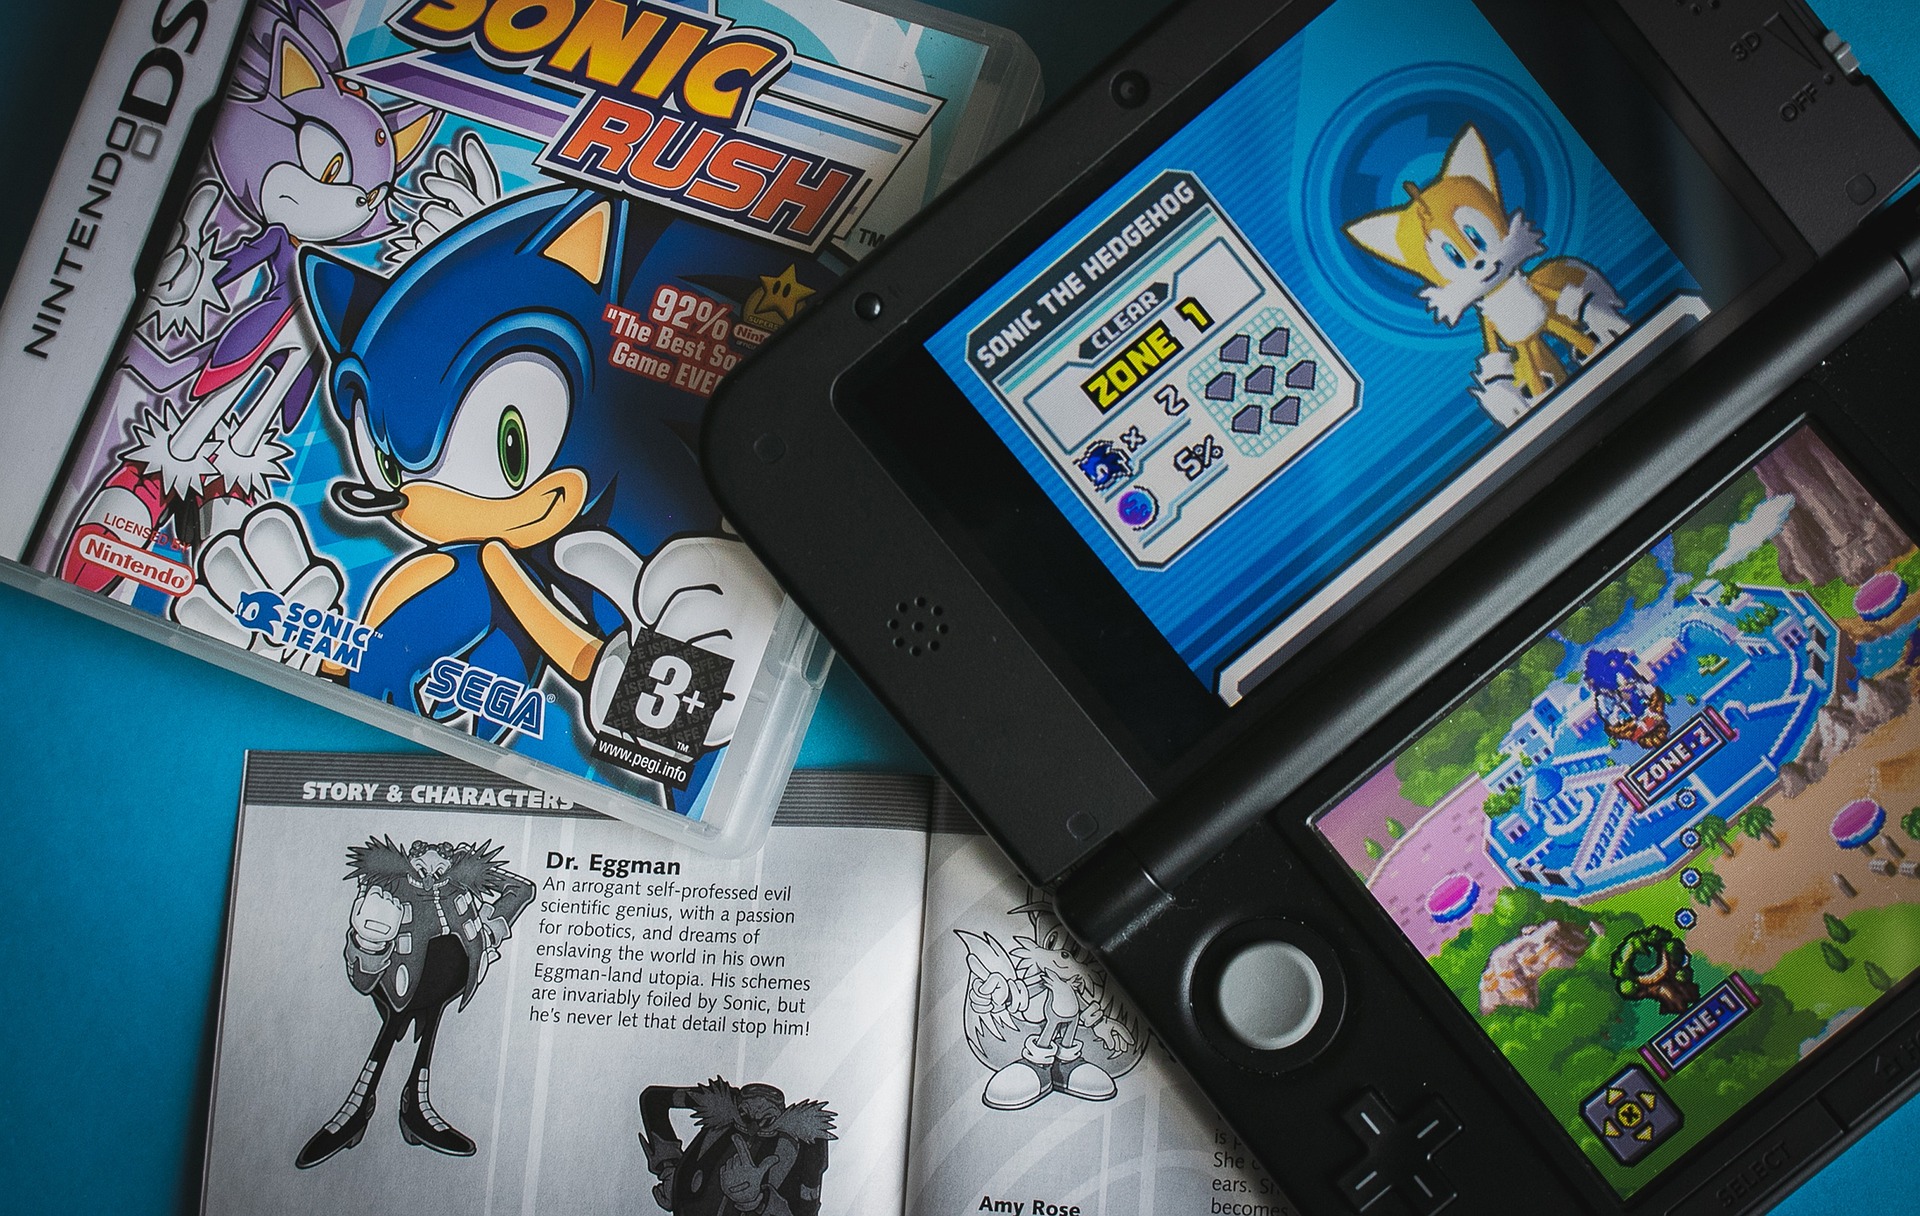 NINTENDO DS
SONIC
RUSH
TM
92%
"The Best So
Game EVE
LICENSED BY
Nintendo
SONIC
TEAM
SEGA
3+
www.pegi.info
STORY & CHARACTERS
Dr. Eggman
An arrogant self-professed evil
scientific genius, with a passion
for robotics, and dreams of
enslaving the world in his own
Eggman-land utopia. His schemes
are invariably foiled by Sonic, but
he's never let that detail stop him!
Amy Rose
is
She
ears.
becomes
3D
OFF
SONIC THE HEDGEHOG
CLEAR
ZONE 1
x 2
5%
ZONE·2
ZONE·1
SELECT